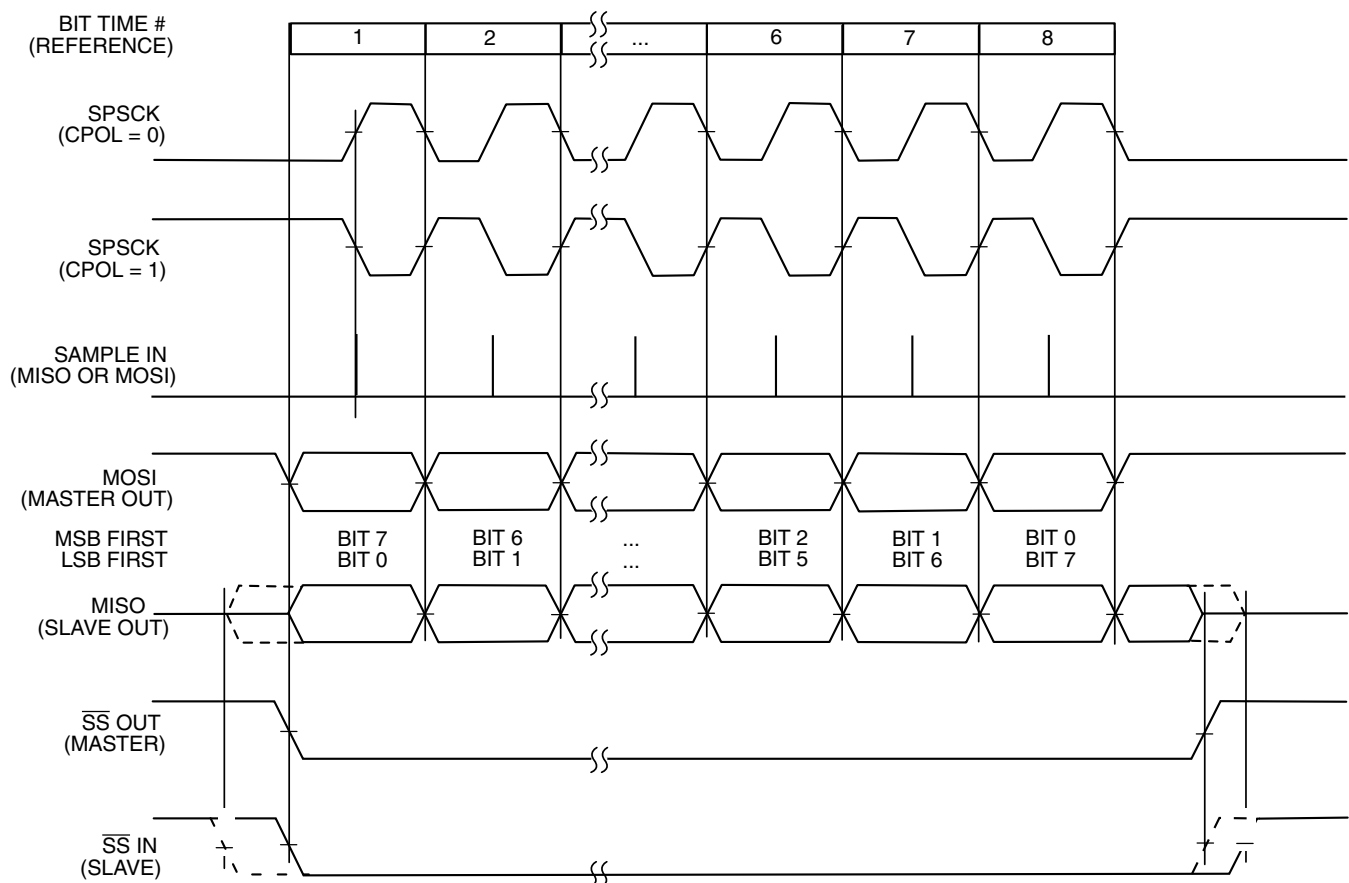 BIT TIME #
(REFERENCE)
1 2 ... 6 7 8
SPSCK
(CPOL = 0)
SPSCK
(CPOL = 1)
SAMPLE IN
(MISO OR MOSI)
MOSI
(MASTER OUT)
MSB FIRST BIT 7 BIT 6 ... BIT 2 BIT 1 BIT 0
LSB FIRST BIT 0 BIT 1 ... BIT 5 BIT 6 BIT 7
MISO
(SLAVE OUT)
S̅S̅ OUT
(MASTER)
S̅S̅ IN
(SLAVE)